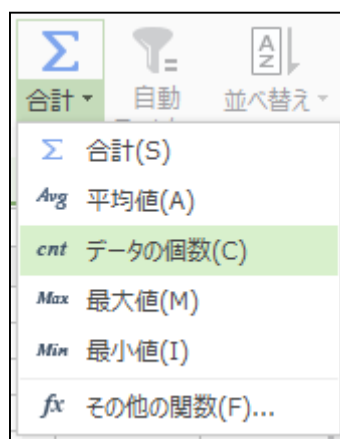 Σ
A
Z
合計 自動 並べ替え
Σ 合計(S)
Avg 平均値(A)
cnt データの個数(C)
Max 最大値(M)
Min 最小値(I)
fx その他の関数(F)...